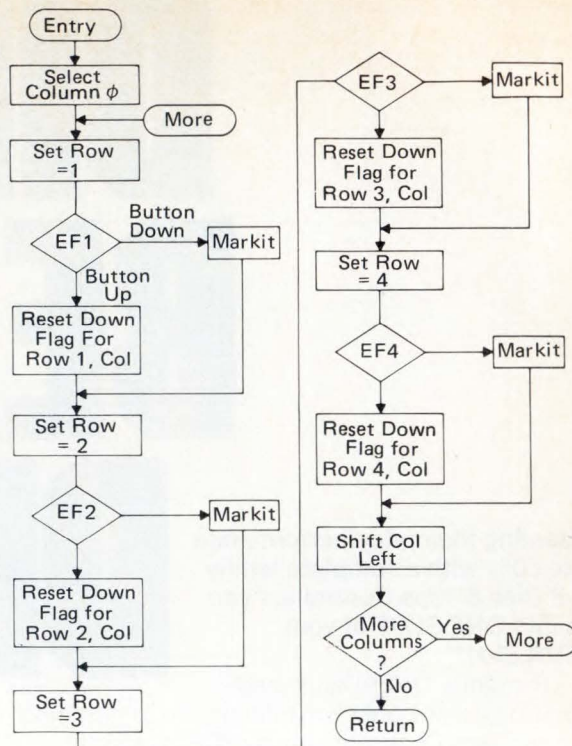 Entry
Select
Column φ
More
Set Row
=1
Button
Down
EF1
Markit
Button
Up
Reset Down
Flag For
Row 1, Col
Set Row
= 2
EF2
Markit
Reset Down
Flag for
Row 2, Col
Set Row
=3
EF3
Markit
Reset Down
Flag for
Row 3, Col
Set Row
= 4
EF4
Markit
Reset Down
Flag for
Row 4, Col
Shift Col
Left
More
Columns
?
Yes
More
No
Return